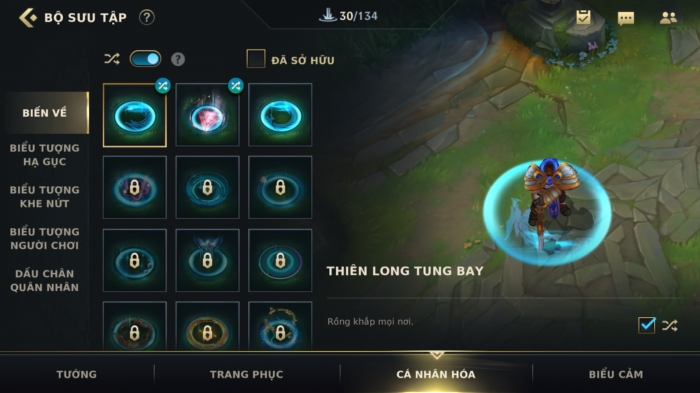 BỘ SƯU TẬP ?
30/134
? ĐÃ SỞ HỮU
BIẾN VỀ
BIỂU TƯỢNG
HẠ GỤC
BIỂU TƯỢNG
KHE NỨT
BIỂU TƯỢNG
NGƯỜI CHƠI
DẤU CHÂN
QUÂN NHÂN
THIÊN LONG TUNG BAY
Rồng khắp mọi nơi.
TƯỚNG
TRANG PHỤC
CÁ NHÂN HÓA
BIỂU CẢM